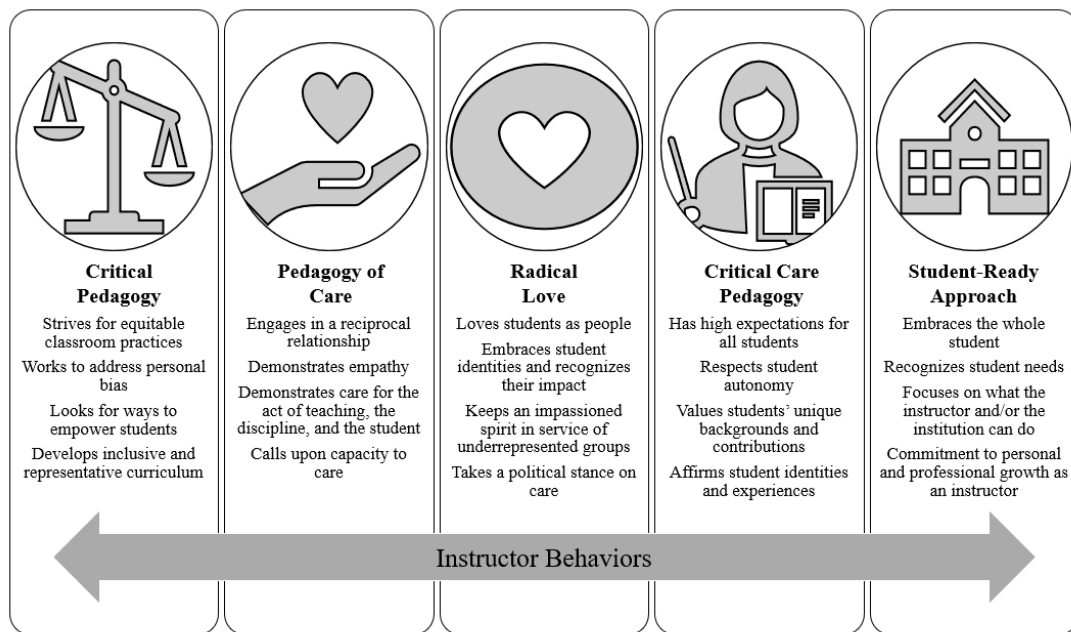 Critical
Pedagogy
Strives for equitable
classroom practices
Works to address personal
bias
Looks for ways to
empower students
Develops inclusive and
representative curriculum
Pedagogy of
Care
Engages in a reciprocal
relationship
Demonstrates empathy
Demonstrates care for the
act of teaching, the
discipline, and the student
Calls upon capacity to
care
Radical
Love
Loves students as people
Embraces student
identities and recognizes
their impact
Keeps an impassioned
spirit in service of
underrepresented groups
Takes a political stance on
care
Critical Care
Pedagogy
Has high expectations for
all students
Respects student
autonomy
Values students’ unique
backgrounds and
contributions
Affirms student identities
and experiences
Student-Ready
Approach
Embraces the whole
student
Recognizes student needs
Focuses on what the
instructor and/or the
institution can do
Commitment to personal
and professional growth as
an instructor
Instructor Behaviors